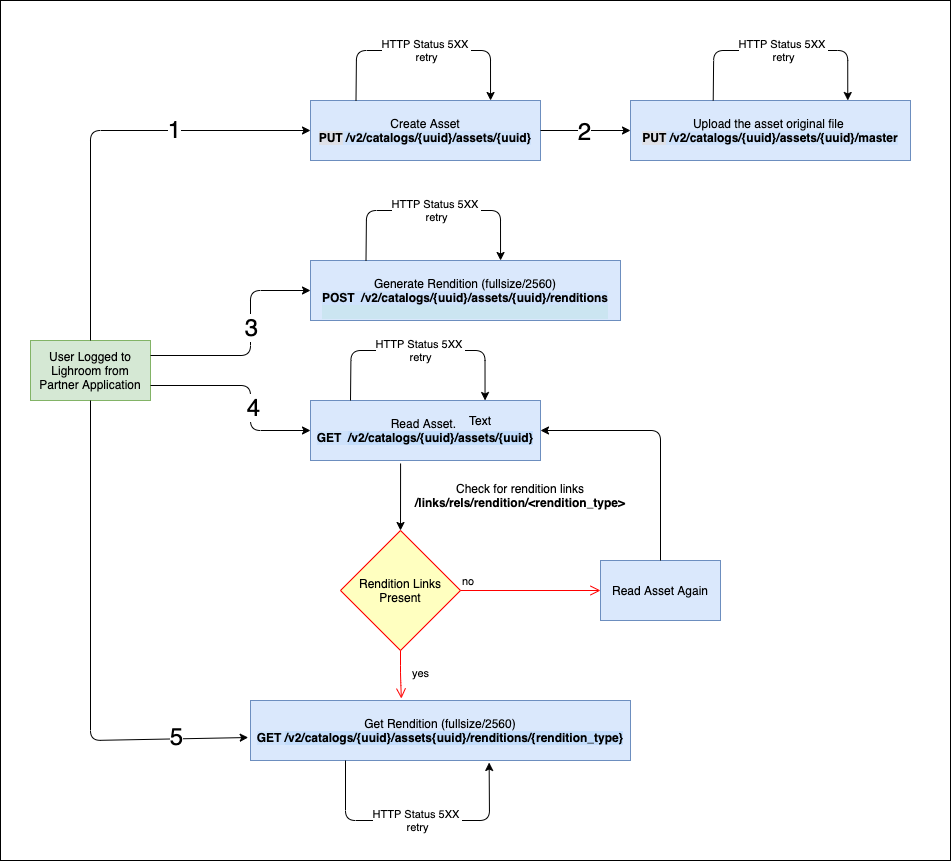 HTTP Status 5XX
retry
HTTP Status 5XX
retry
1
Create Asset
PUT /v2/catalogs/{uuid}/assets/{uuid}
2
Upload the asset original file
PUT /v2/catalogs/{uuid}/assets/{uuid}/master
HTTP Status 5XX
retry
Generate Rendition (fullsize/2560)
POST  /v2/catalogs/{uuid}/assets/{uuid}/renditions
3
HTTP Status 5XX
retry
User Logged to
Lighroom from
Partner Application
4
Read Asset.
Text
GET  /v2/catalogs/{uuid}/assets/{uuid}
Check for rendition links
/links/rels/rendition/<rendition_type>
Rendition Links
Present
no
Read Asset Again
yes
5
Get Rendition (fullsize/2560)
GET /v2/catalogs/{uuid}/assets{uuid}/renditions/{rendition_type}
HTTP Status 5XX
retry